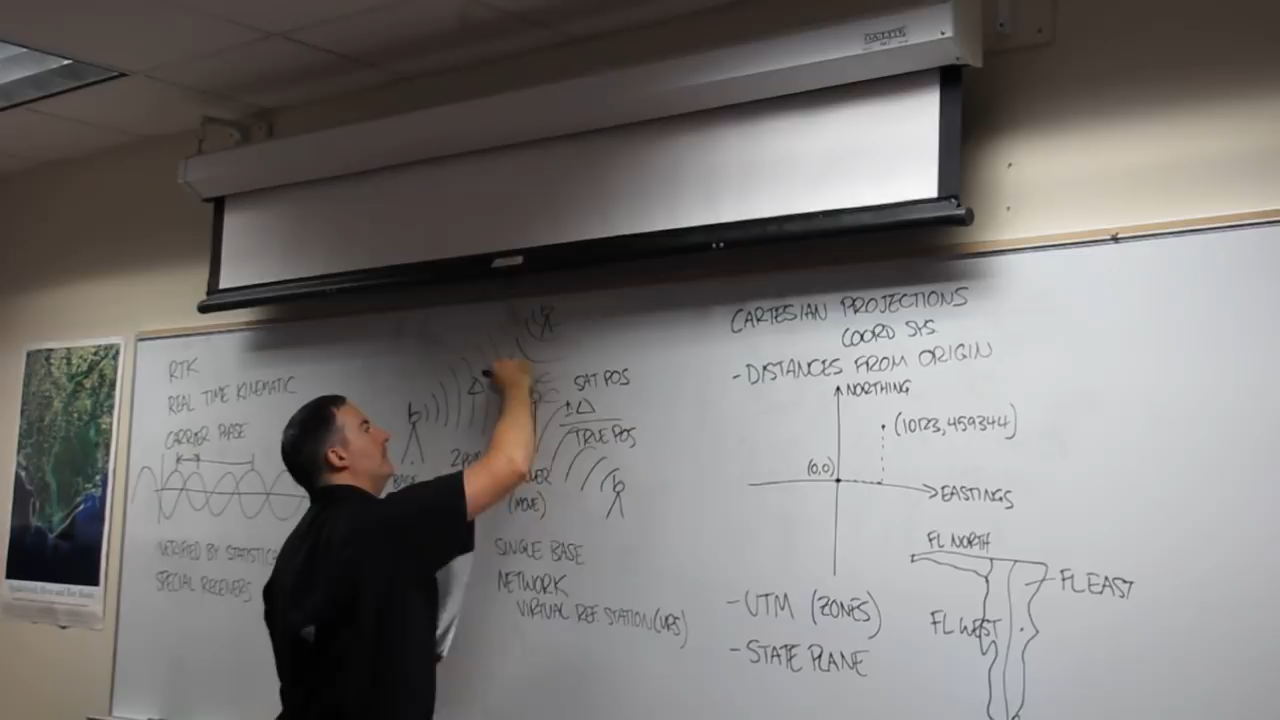 RTK
REAL TIME KINEMATIC
CARRIER PHASE
VERIFIED BY STATISTICA
SPECIAL RECEIVERS
BASE
Δ
SAT POS
± Δ
TRUE POS
(MOVE)
SINGLE BASE
NETWORK
VIRTUAL REF. STATION (VRS)
CARTESIAN PROJECTIONS
COORD SYS
- DISTANCES FROM ORIGIN
NORTHING
(10123, 459344)
(0,0)
EASTINGS
- UTM (ZONES)
- STATE PLANE
FL NORTH
FL EAST
FL WEST